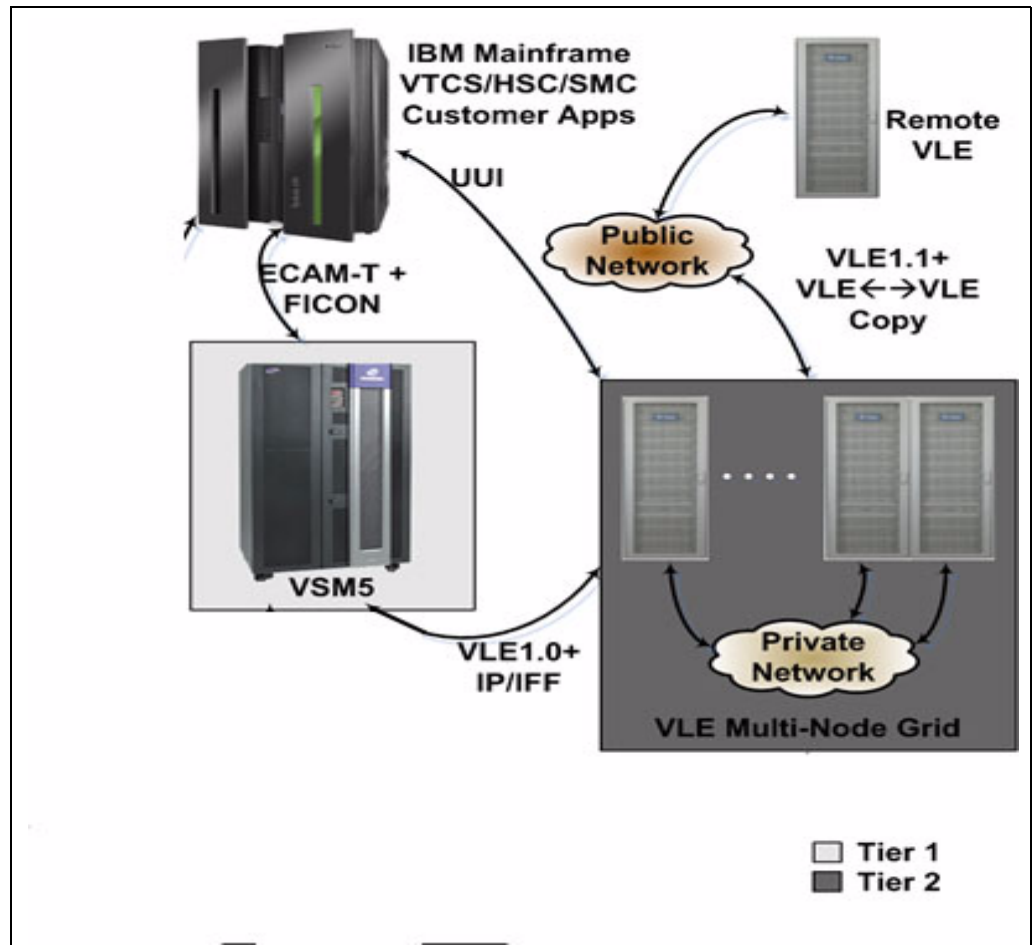 IBM Mainframe
VTCS/HSC/SMC
Customer Apps
Remote
VLE
UUI
Public
Network
ECAM-T +
FICON
VLE1.1+
VLE←→VLE
Copy
VSM5
VLE1.0+
IP/IFF
Private
Network
VLE Multi-Node Grid
Tier 1
Tier 2